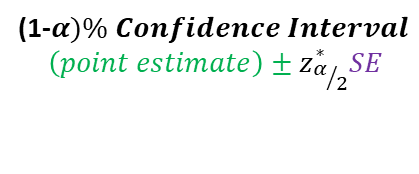 (1-α)% Confidence Interval
(point estimate) ± z*α/2 SE